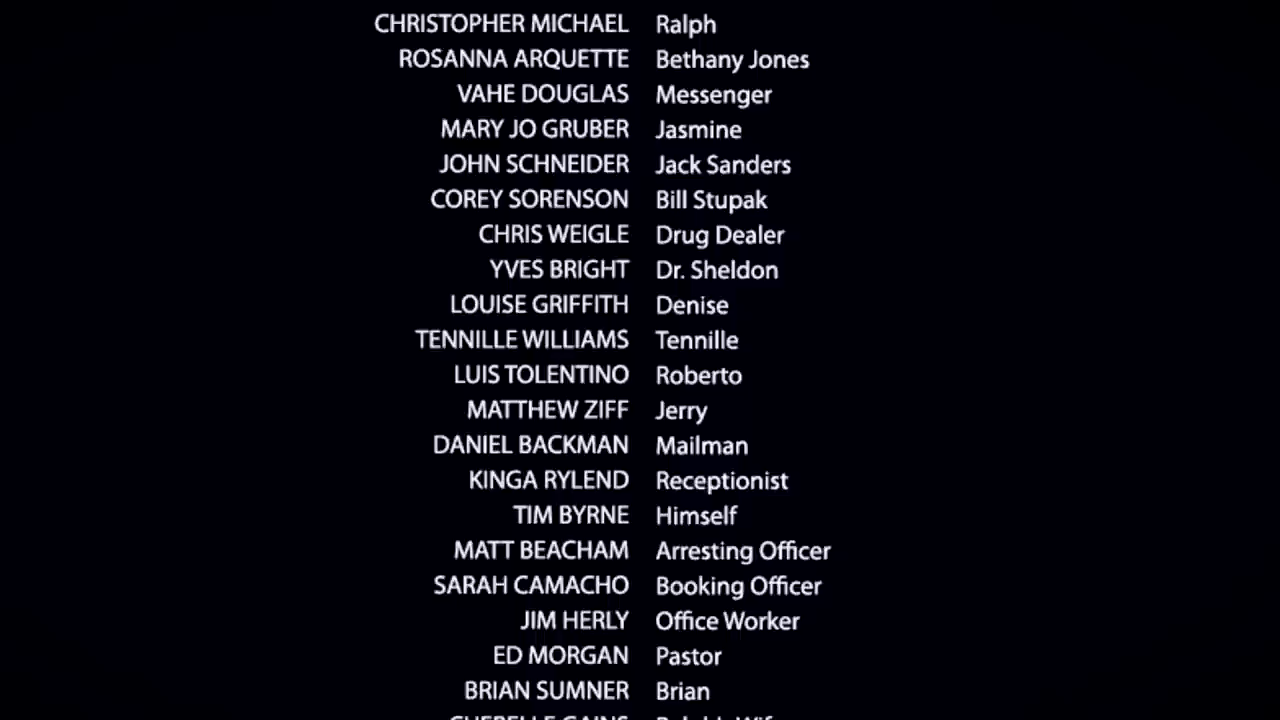 CHRISTOPHER MICHAEL Ralph
ROSANNA ARQUETTE Bethany Jones
VAHE DOUGLAS Messenger
MARY JO GRUBER Jasmine
JOHN SCHNEIDER Jack Sanders
COREY SORENSON Bill Stupak
CHRIS WEIGLE Drug Dealer
YVES BRIGHT Dr. Sheldon
LOUISE GRIFFITH Denise
TENNILLE WILLIAMS Tennille
LUIS TOLENTINO Roberto
MATTHEW ZIFF Jerry
DANIEL BACKMAN Mailman
KINGA RYLEND Receptionist
TIM BYRNE Himself
MATT BEACHAM Arresting Officer
SARAH CAMACHO Booking Officer
JIM HERLY Office Worker
ED MORGAN Pastor
BRIAN SUMNER Brian